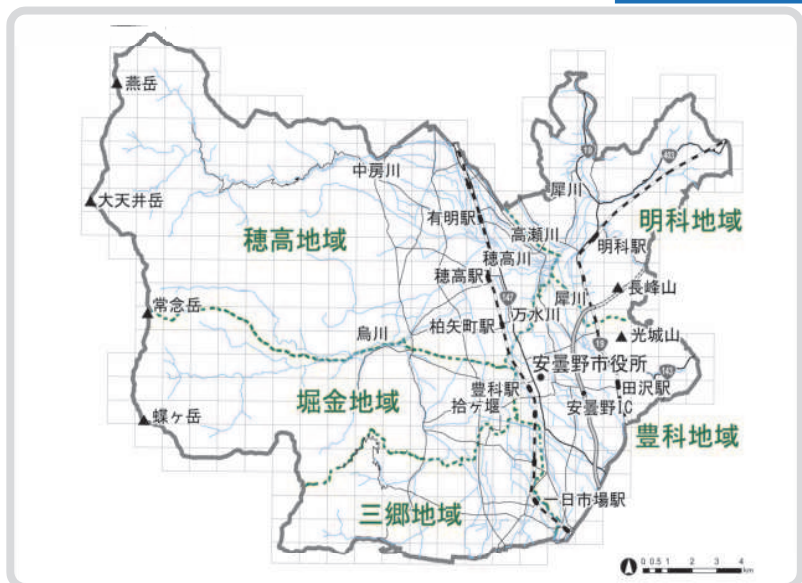 燕岳
中房川
犀川
19
403
大天井岳
有明駅
高瀬川
明科地域
穂高地域
穂高川
明科駅
穂高駅
犀川
長峰山
常念岳
147
万水川
烏川
柏矢町駅
19
光城山
安曇野市役所
143
豊科駅
田沢駅
堀金地域
拾ケ堰
安曇野IC
蝶ヶ岳
豊科地域
三郷地域
一日市場駅
0 0.5 1 2 3 4
km